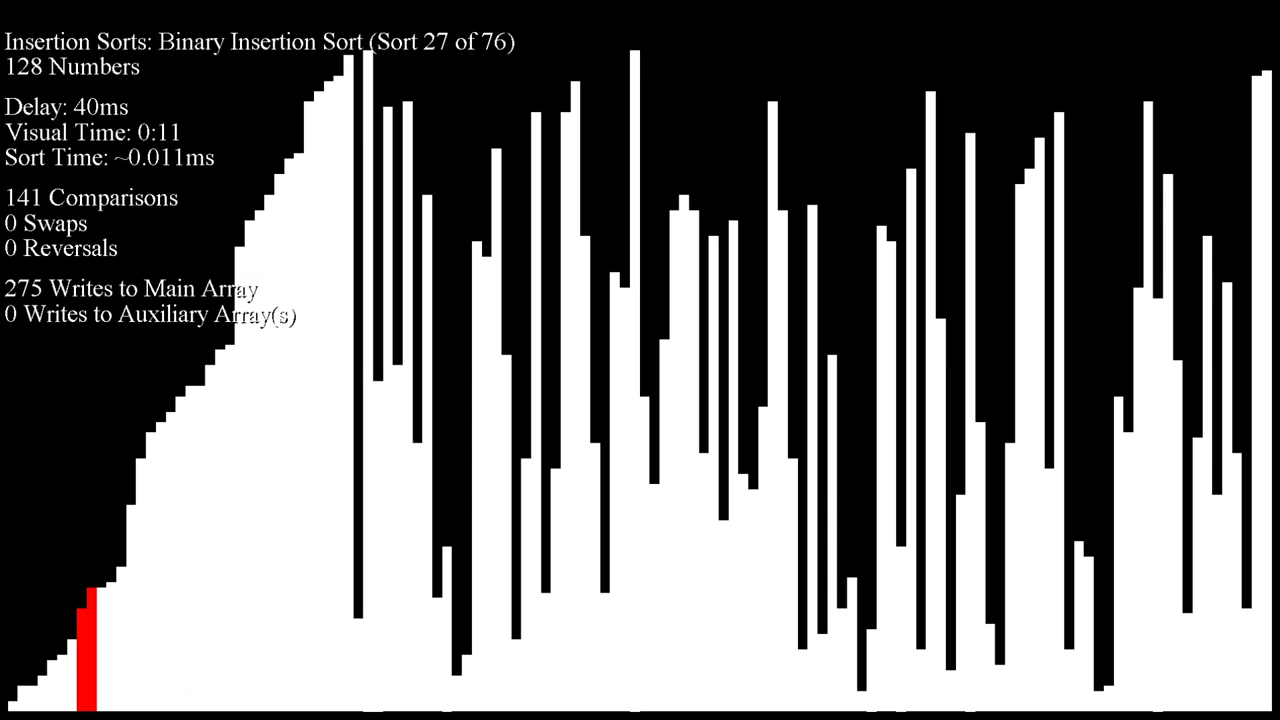 Insertion Sorts: Binary Insertion Sort (Sort 27 of 76)
128 Numbers
Delay: 40ms
Visual Time: 0:11
Sort Time: ~0.011ms
141 Comparisons
0 Swaps
0 Reversals
275 Writes to Main Array
0 Writes to Auxiliary Array(s)